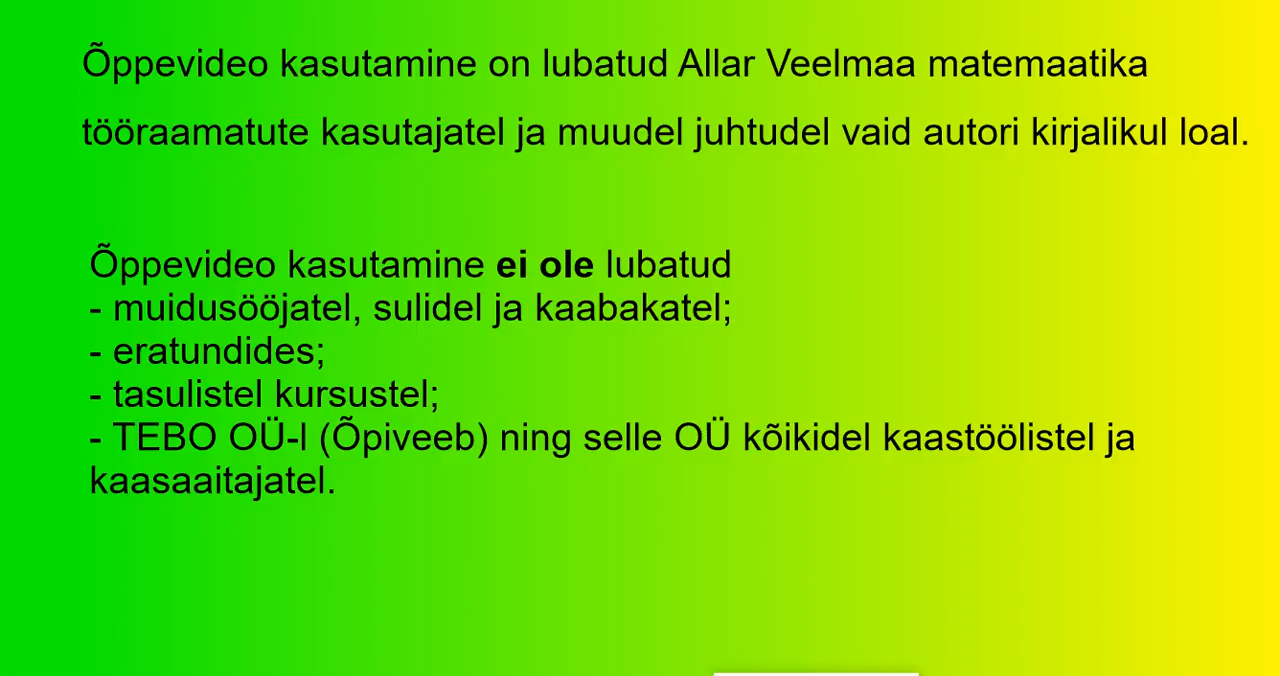 Õppevideo kasutamine on lubatud Allar Veelmaa matemaatika
tööraamatute kasutajatel ja muudel juhtudel vaid autori kirjalikul loal.
Õppevideo kasutamine ei ole lubatud
- muidusööjatel, sulidel ja kaabakatel;
- eratundides;
- tasulistel kursustel;
- TEBO OÜ-l (Õpiveeb) ning selle OÜ kõikidel kaastöölistel ja
kaasaaitajatel.